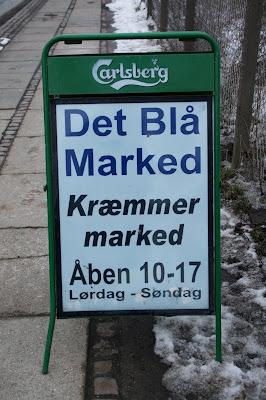 Carlsberg
Det Blå
Marked
Kræmmer
marked
Åben 10-17
Lørdag - Søndag